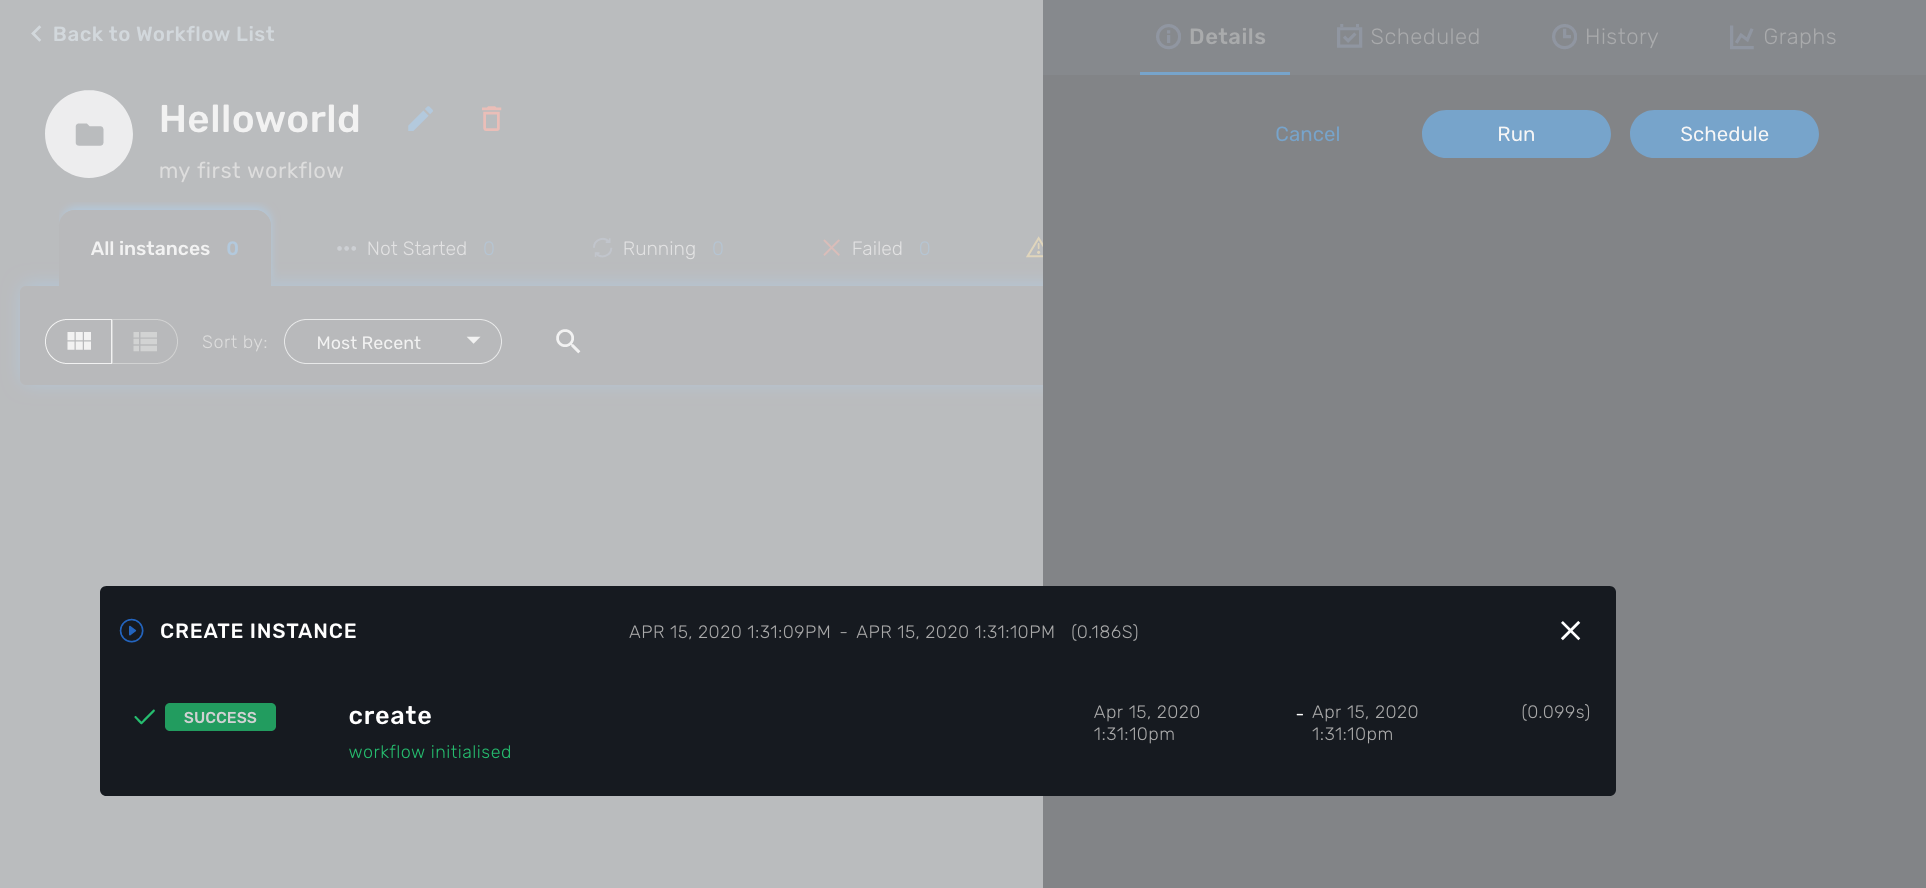 Back to Workflow List
Details Scheduled History Graphs
Helloworld
my first workflow
Cancel Run Schedule
All instances 0 Not Started 0 Running 0 Failed 0
Sort by: Most Recent
CREATE INSTANCE APR 15, 2020 1:31:09PM - APR 15, 2020 1:31:10PM (0.186S)
SUCCESS create Apr 15, 2020 - Apr 15, 2020 (0.099s)
1:31:10pm 1:31:10pm
workflow initialised